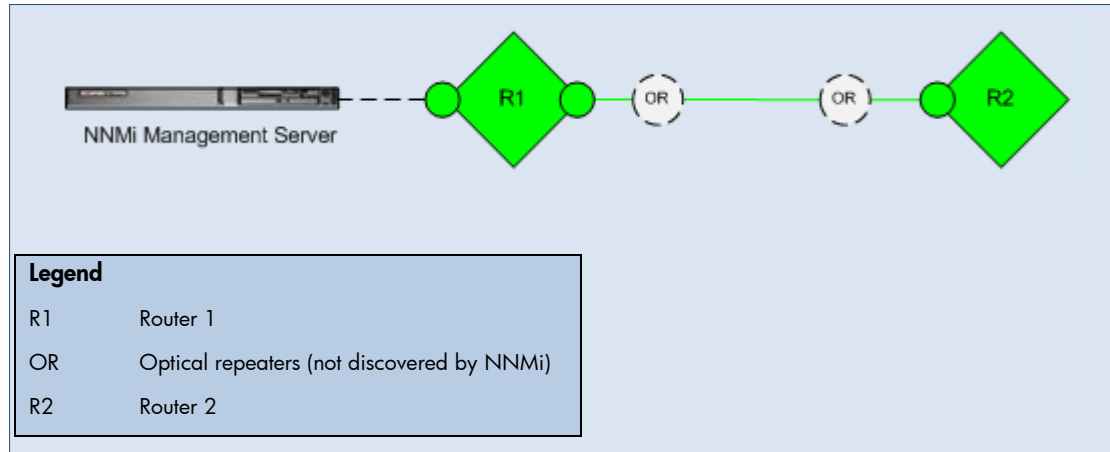 R1
OR
OR
R2
NNMi Management Server
Legend
R1 Router 1
OR Optical repeaters (not discovered by NNMi)
R2 Router 2